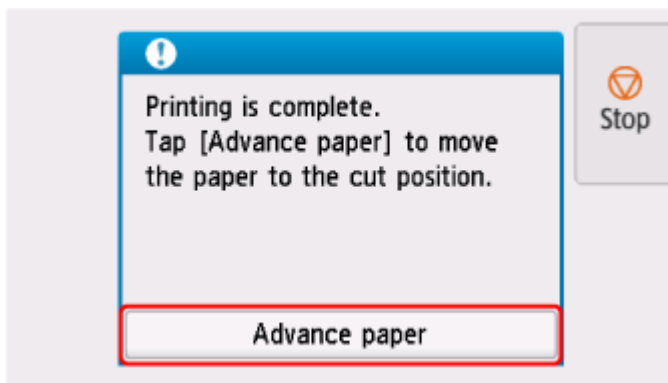 Printing is complete.
Tap [Advance paper] to move
the paper to the cut position.
Advance paper
Stop